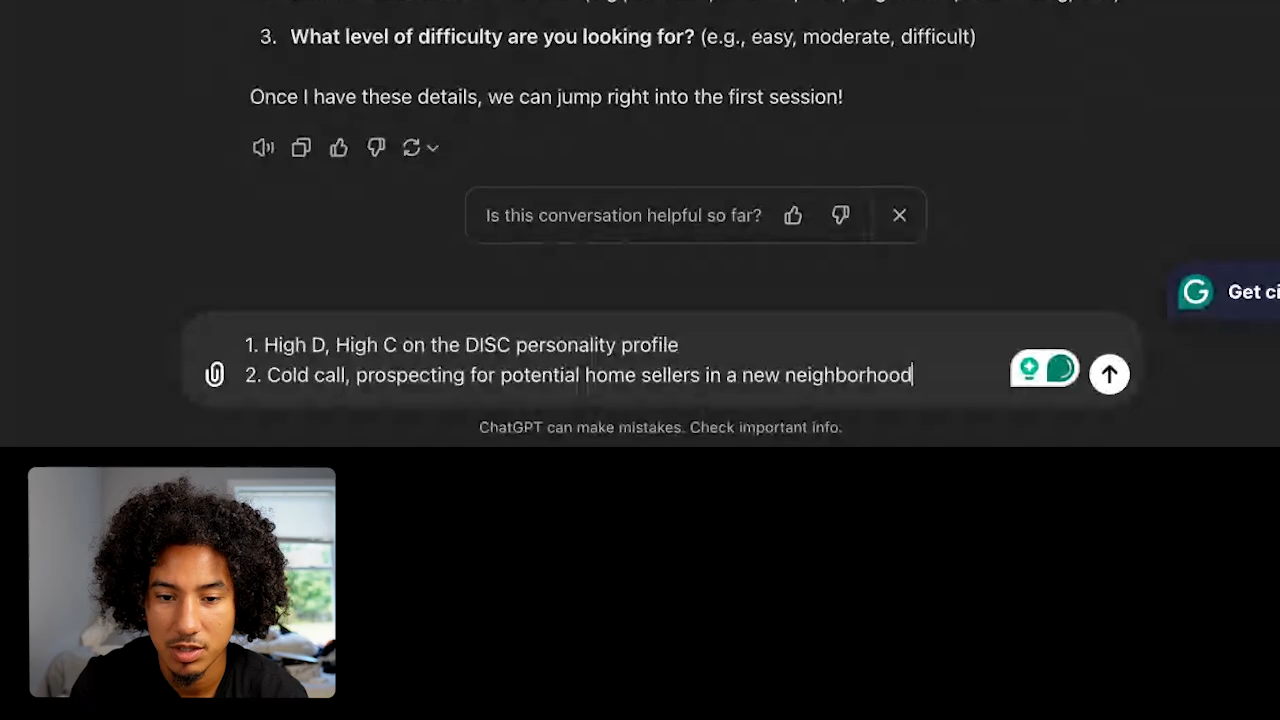 3. What level of difficulty are you looking for? (e.g., easy, moderate, difficult)
Once I have these details, we can jump right into the first session!
Is this conversation helpful so far?
Get ci
1. High D, High C on the DISC personality profile
2. Cold call, prospecting for potential home sellers in a new neighborhood
ChatGPT can make mistakes. Check important info.